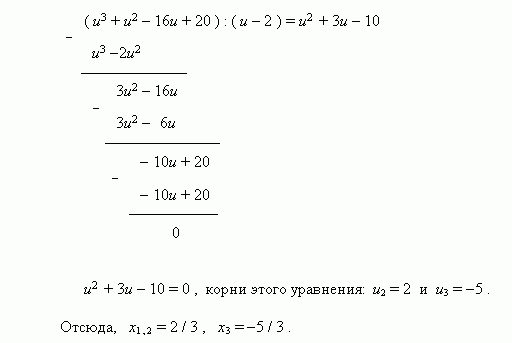 ( u³ + u² – 16u + 20 ) : ( u – 2 ) = u² + 3u – 10
–
u³ –2u²
3u² – 16u
–
3u² – 6u
– 10u + 20
–
– 10u + 20
0
u² + 3u – 10 = 0 , корни этого уравнения: u₂ = 2 и u₃ = –5 .
Отсюда, x₁,₂ = 2 / 3 , x₃ = –5 / 3 .